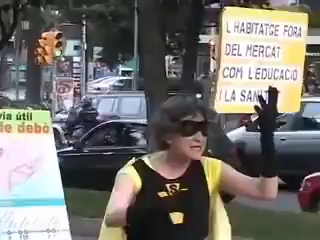 L'HABITATGE FORA
DEL MERCAT
COM L'EDUCACIÓ
I LA SANITAT
via útil
de debò
S